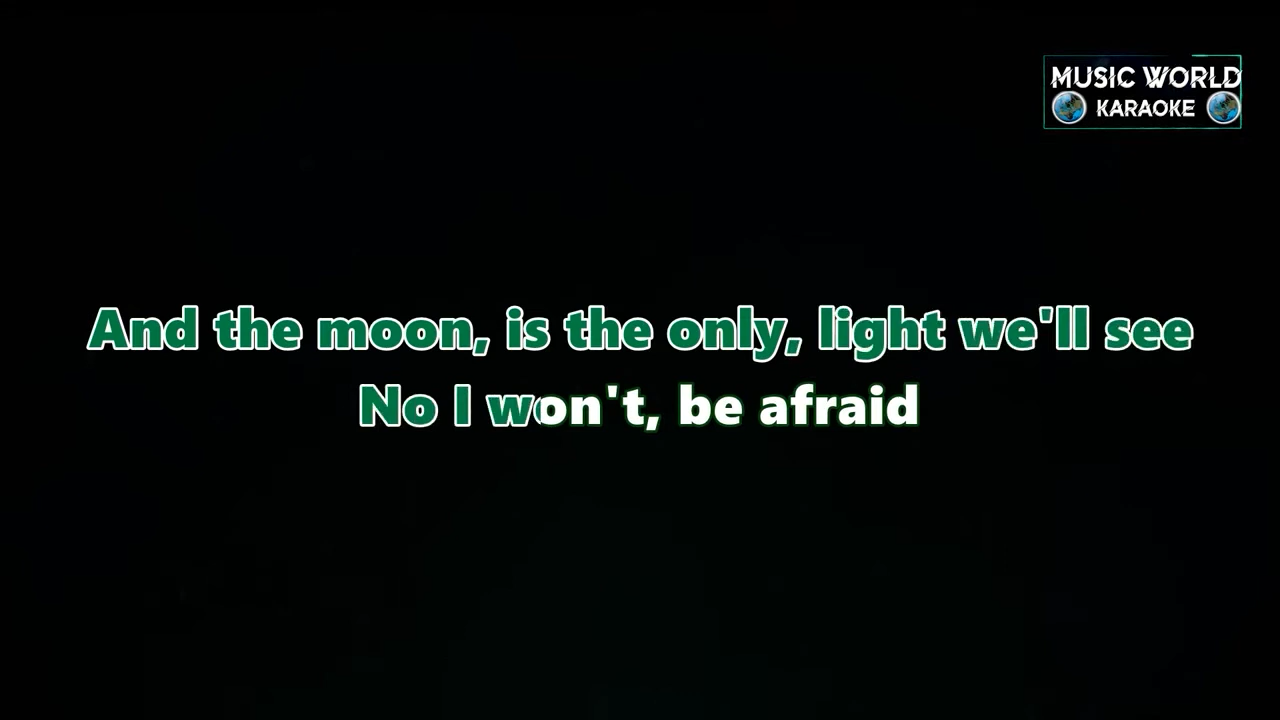 MUSIC WORLD
KARAOKE
And the moon, is the only, light we'll see
No I won't, be afraid